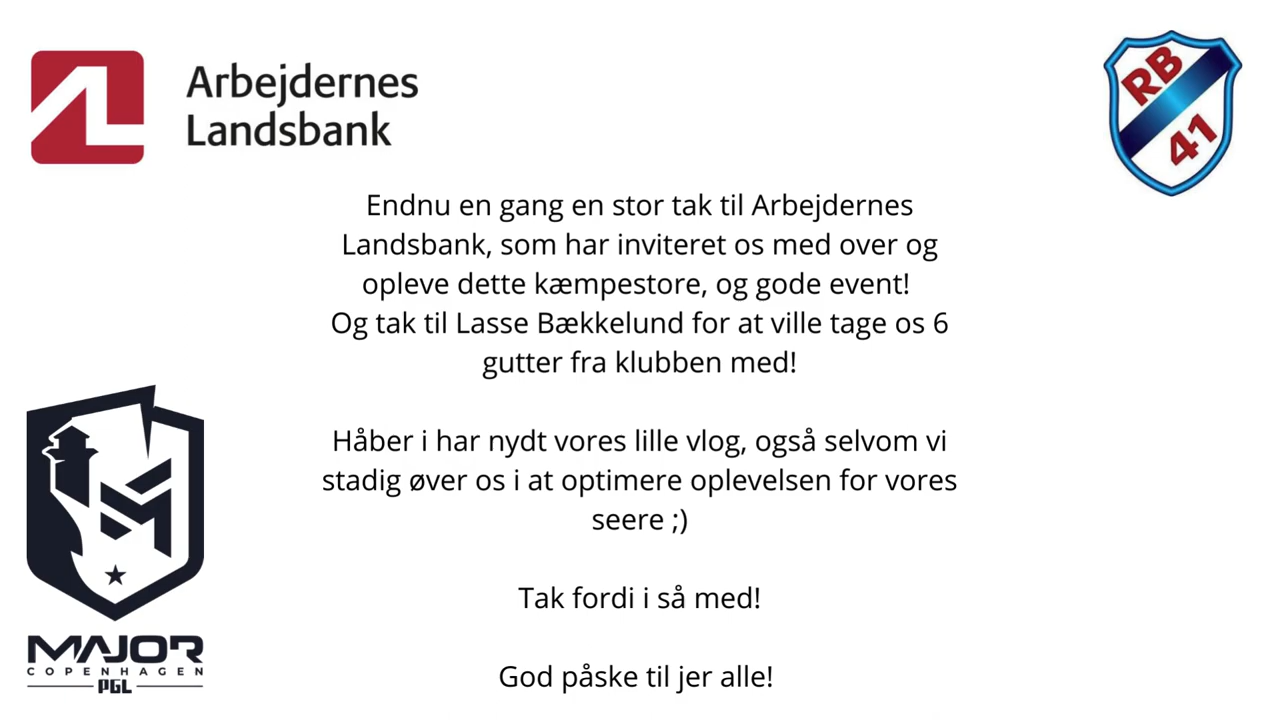 Arbejdernes
Landsbank
RB
41
Endnu en gang en stor tak til Arbejdernes
Landsbank, som har inviteret os med over og
opleve dette kæmpestore, og gode event!
Og tak til Lasse Bækkelund for at ville tage os 6
gutter fra klubben med!
Håber i har nydt vores lille vlog, også selvom vi
stadig øver os i at optimere oplevelsen for vores
seere ;)
Tak fordi i så med!
God påske til jer alle!
MAJOR
COPENHAGEN
PGL